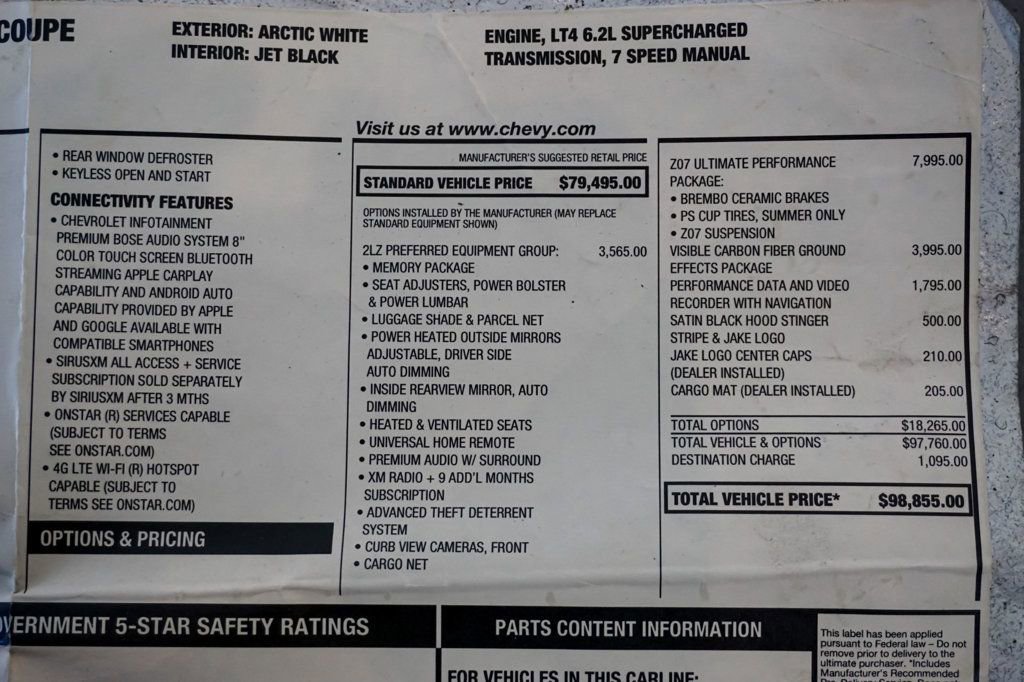 COUPE
EXTERIOR: ARCTIC WHITE
INTERIOR: JET BLACK
ENGINE, LT4 6.2L SUPERCHARGED
TRANSMISSION, 7 SPEED MANUAL
Visit us at www.chevy.com
• REAR WINDOW DEFROSTER
• KEYLESS OPEN AND START
CONNECTIVITY FEATURES
• CHEVROLET INFOTAINMENT
PREMIUM BOSE AUDIO SYSTEM 8"
COLOR TOUCH SCREEN BLUETOOTH
STREAMING APPLE CARPLAY
CAPABILITY AND ANDROID AUTO
CAPABILITY PROVIDED BY APPLE
AND GOOGLE AVAILABLE WITH
COMPATIBLE SMARTPHONES
• SIRUSXM ALL ACCESS + SERVICE
SUBSCRIPTION SOLD SEPARATELY
BY SIRIUSXM AFTER 3 MTHS
• ONSTAR (R) SERVICES CAPABLE
(SUBJECT TO TERMS
SEE ONSTAR.COM)
• 4G LTE WI-FI (R) HOTSPOT
CAPABLE (SUBJECT TO
TERMS SEE ONSTAR.COM)
OPTIONS & PRICING
MANUFACTURER'S SUGGESTED RETAIL PRICE
STANDARD VEHICLE PRICE $79,495.00
OPTIONS INSTALLED BY THE MANUFACTURER (MAY REPLACE
STANDARD EQUIPMENT SHOWN)
2LZ PREFERRED EQUIPMENT GROUP: 3,565.00
• MEMORY PACKAGE
• SEAT ADJUSTERS, POWER BOLSTER
& POWER LUMBAR
• LUGGAGE SHADE & PARCEL NET
• POWER HEATED OUTSIDE MIRRORS
ADJUSTABLE, DRIVER SIDE
AUTO DIMMING
• INSIDE REARVIEW MIRROR, AUTO
DIMMING
• HEATED & VENTILATED SEATS
• UNIVERSAL HOME REMOTE
• PREMIUM AUDIO W/ SURROUND
• XM RADIO + 9 ADD'L MONTHS
SUBSCRIPTION
• ADVANCED THEFT DETERRENT
SYSTEM
• CURB VIEW CAMERAS, FRONT
• CARGO NET
Z07 ULTIMATE PERFORMANCE 7,995.00
PACKAGE:
• BREMBO CERAMIC BRAKES
• PS CUP TIRES, SUMMER ONLY
• Z07 SUSPENSION
VISIBLE CARBON FIBER GROUND 3,995.00
EFFECTS PACKAGE
PERFORMANCE DATA AND VIDEO 1,795.00
RECORDER WITH NAVIGATION
SATIN BLACK HOOD STINGER 500.00
STRIPE & JAKE LOGO
JAKE LOGO CENTER CAPS 210.00
(DEALER INSTALLED)
CARGO MAT (DEALER INSTALLED) 205.00
TOTAL OPTIONS $18,265.00
TOTAL VEHICLE & OPTIONS $97,760.00
DESTINATION CHARGE 1,095.00
TOTAL VEHICLE PRICE* $98,855.00
OVERNMENT 5-STAR SAFETY RATINGS
PARTS CONTENT INFORMATION
FOR VEHICLES IN THIS CARLINE:
This label has been applied
pursuant to Federal law – Do not
remove prior to delivery to the
ultimate purchaser. *Includes
Manufacturer's Recommended